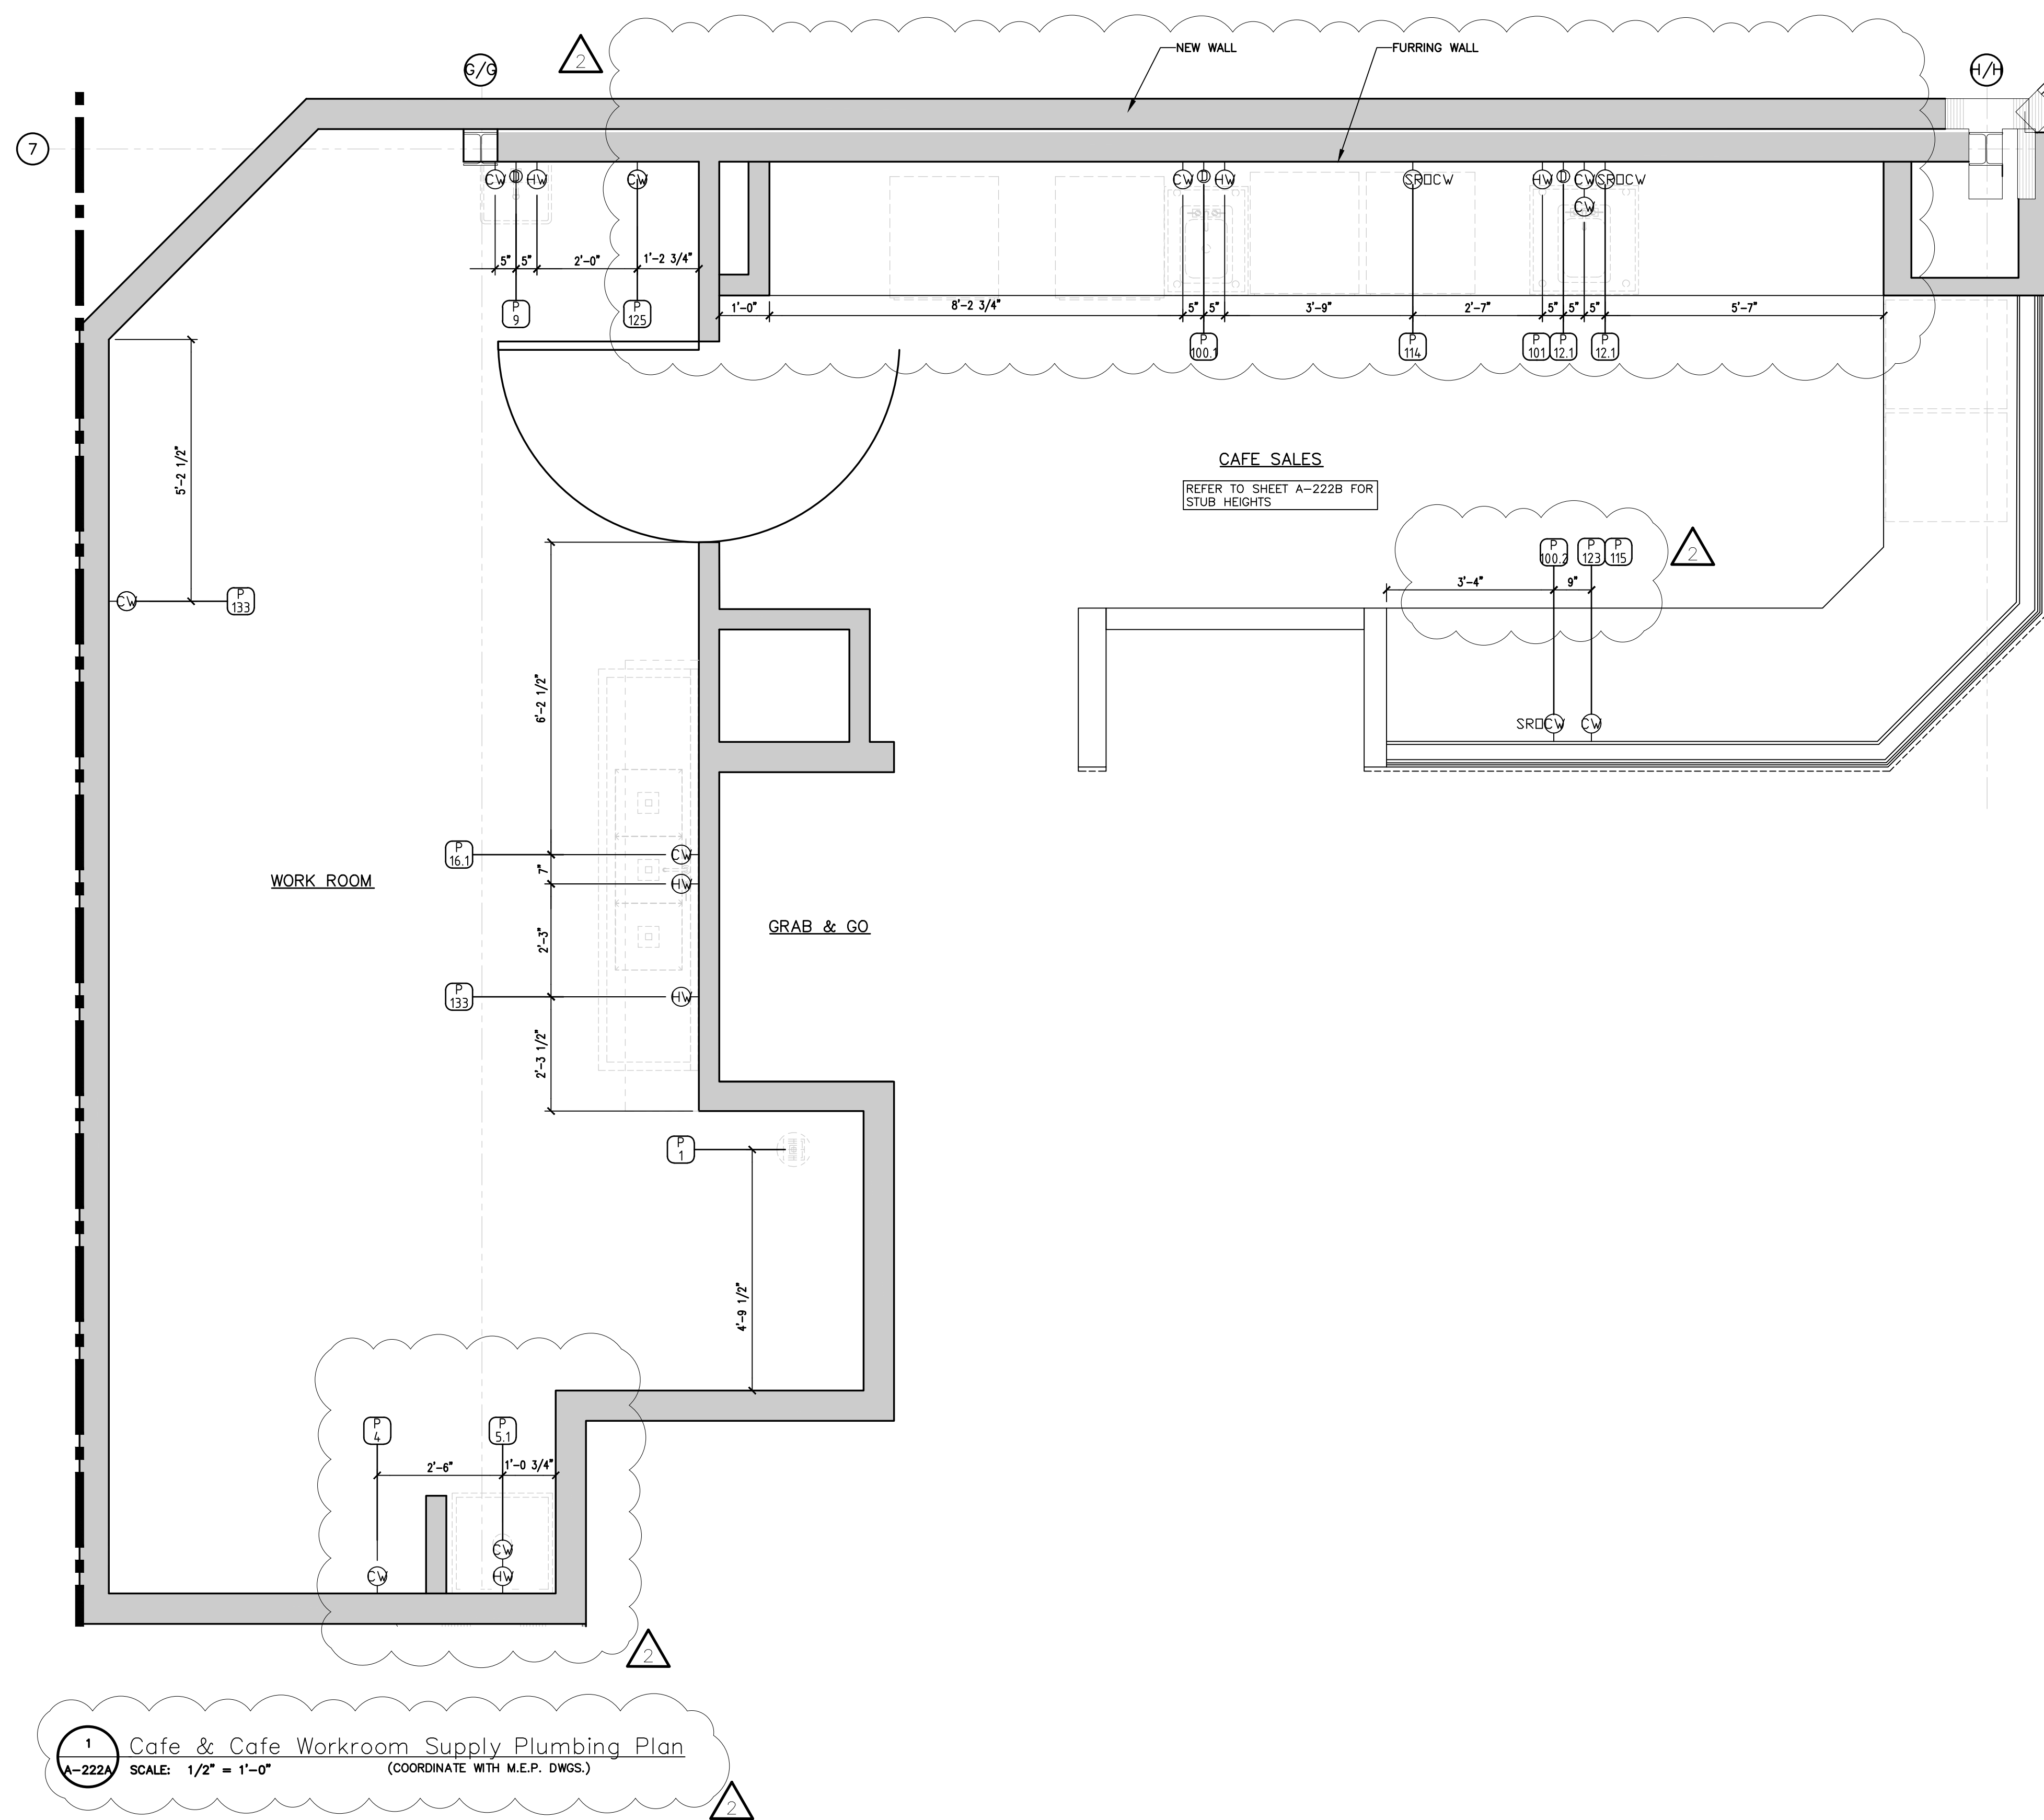 NEW WALL
FURRING WALL
2
G/G
H/H
7
CW
D
HW
CW
CW
D
HW
SR▯CW
HW
D
CW
SR▯CW
CW
5"
5"
2'-0"
1'-2 3/4"
P
9
P
125
1'-0"
8'-2 3/4"
5"
5"
3'-9"
2'-7"
5"
5"
5"
5'-7"
P
100.1
P
114
P
101
P
12.1
P
12.1
5'-2 1/2"
CAFE SALES
REFER TO SHEET A-222B FOR
STUB HEIGHTS
P
100.2
P
123
P
115
2
3'-4"
9"
CW
P
133
SR▯CW
CW
6'-2 1/2"
P
16.1
CW
7"
HW
WORK ROOM
GRAB & GO
2'-3"
P
133
HW
2'-3 1/2"
P
1
4'-9 1/2"
P
4
P
5.1
2'-6"
1'-0 3/4"
CW
CW
HW
2
1
A-222A
Cafe & Cafe Workroom Supply Plumbing Plan
SCALE: 1/2" = 1'-0"
(COORDINATE WITH M.E.P. DWGS.)
2